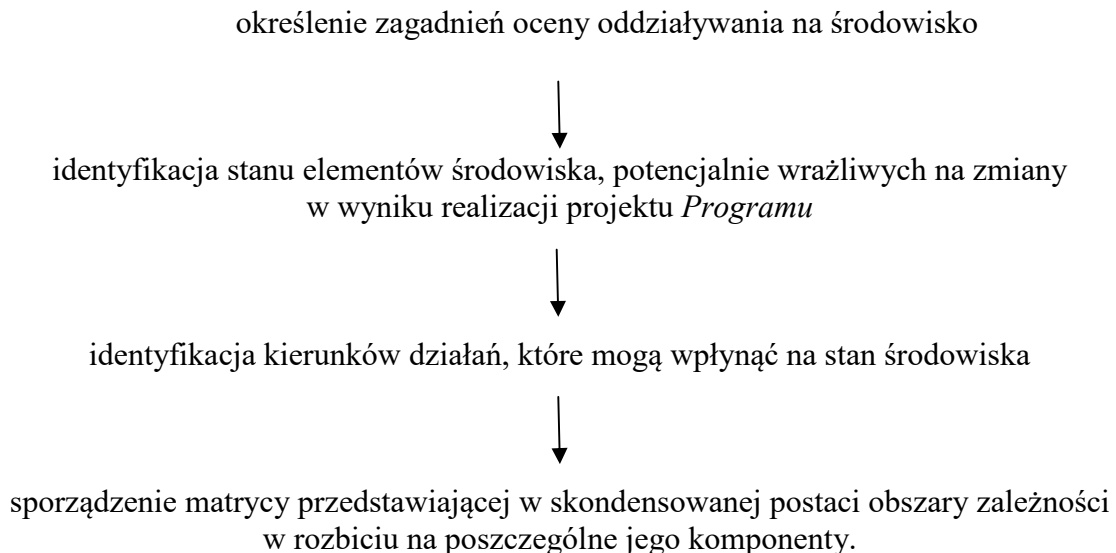 określenie zagadnień oceny oddziaływania na środowisko
identyfikacja stanu elementów środowiska, potencjalnie wrażliwych na zmiany
w wyniku realizacji projektu Programu
identyfikacja kierunków działań, które mogą wpłynąć na stan środowiska
sporządzenie matrycy przedstawiającej w skondensowanej postaci obszary zależności
w rozbiciu na poszczególne jego komponenty.